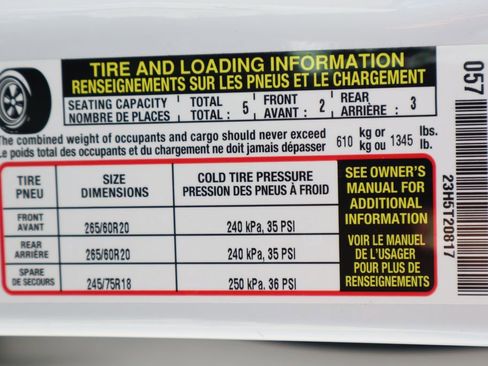 TIRE AND LOADING INFORMATION
RENSEIGNEMENTS SUR LES PNEUS ET LE CHARGEMENT
SEATING CAPACITY TOTAL : 5 FRONT : 2 REAR : 3
NOMBRE DE PLACES TOTAL AVANT ARRIÈRE
The combined weight of occupants and cargo should never exceed 610 kg or 1345 lbs.
Le poids total des occupants et du chargement ne doit jamais dépasser kg ou lb.
TIRE SIZE COLD TIRE PRESSURE
PNEU DIMENSIONS PRESSION DES PNEUS À FROID
FRONT
AVANT 265/60R20 240 kPa, 35 PSI
REAR
ARRIÈRE 265/60R20 240 kPa, 35 PSI
SPARE
DE SECOURS 245/75R18 250 kPa. 36 PSI
SEE OWNER'S
MANUAL FOR
ADDITIONAL
INFORMATION
VOIR LE MANUEL
DE L'USAGER
POUR PLUS DE
RENSEIGNEMENTS
057
23H5T20817